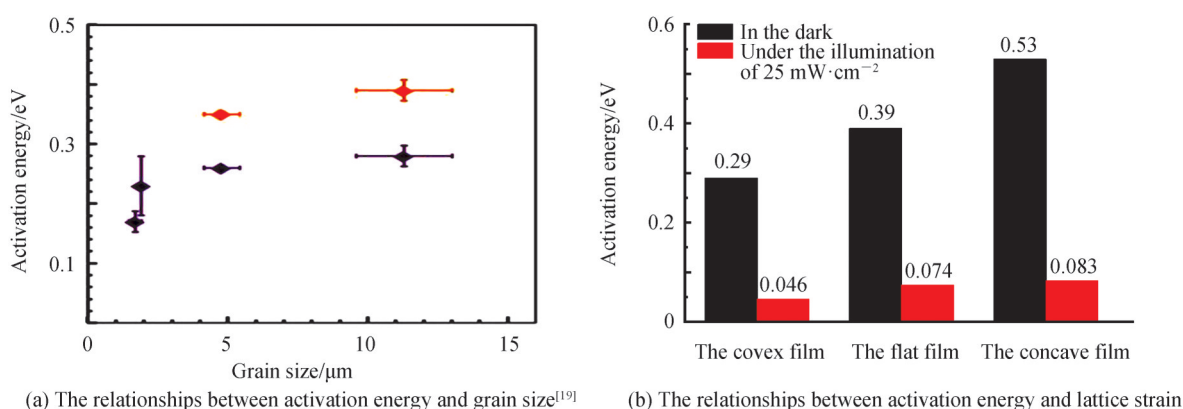 0.5
0.3
0.1
Activation energy/eV
0
5
10
15
Grain size/μm
(a) The relationships between activation energy and grain size[19]
0.6
0.4
0.2
0
Activation energy/eV
In the dark
Under the illumination
of 25 mW·cm−2
0.29
0.046
0.39
0.074
0.53
0.083
The covex film
The flat film
The concave film
(b) The relationships between activation energy and lattice strain